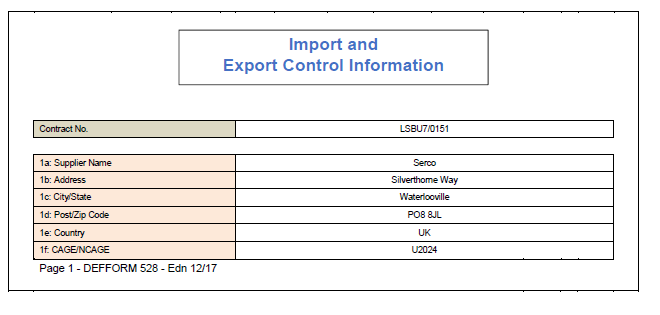 Import and
Export Control Information
Contract No. LSBU7/0151
1a: Supplier Name Serco
1b: Address Silverthorne Way
1c: City/State Waterlooville
1d: Post/Zip Code PO8 8JL
1e: Country UK
1f: CAGE/NCAGE U2024
Page 1 - DEFFORM 528 - Edn 12/17